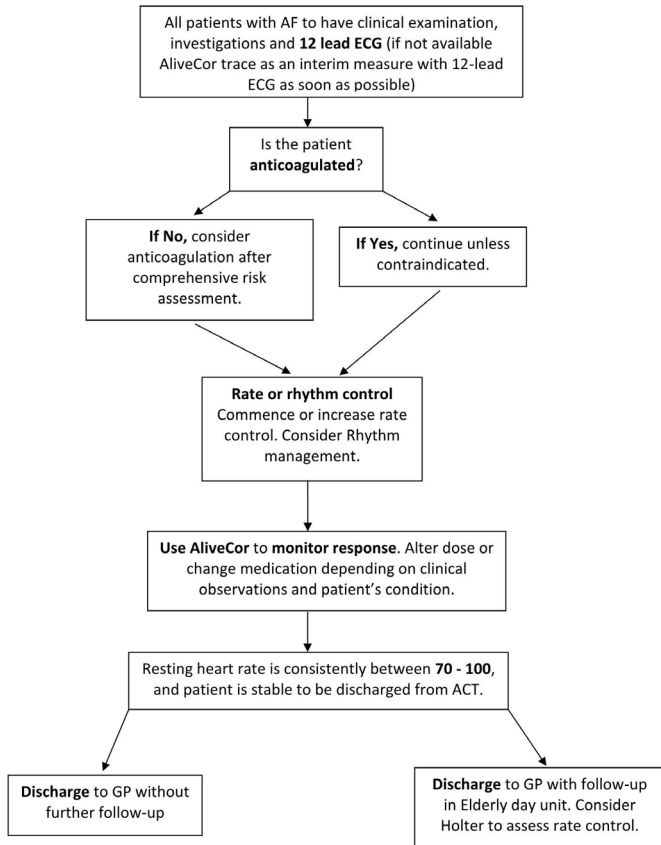 All patients with AF to have clinical examination,
investigations and 12 lead ECG (if not available
AliveCor trace as an interim measure with 12-lead
ECG as soon as possible)
Is the patient
anticoagulated?
If No, consider
anticoagulation after
comprehensive risk
assessment.
If Yes, continue unless
contraindicated.
Rate or rhythm control
Commence or increase rate
control. Consider Rhythm
management.
Use AliveCor to monitor response. Alter dose or
change medication depending on clinical
observations and patient's condition.
Resting heart rate is consistently between 70 - 100,
and patient is stable to be discharged from ACT.
Discharge to GP without
further follow-up
Discharge to GP with follow-up
in Elderly day unit. Consider
Holter to assess rate control.